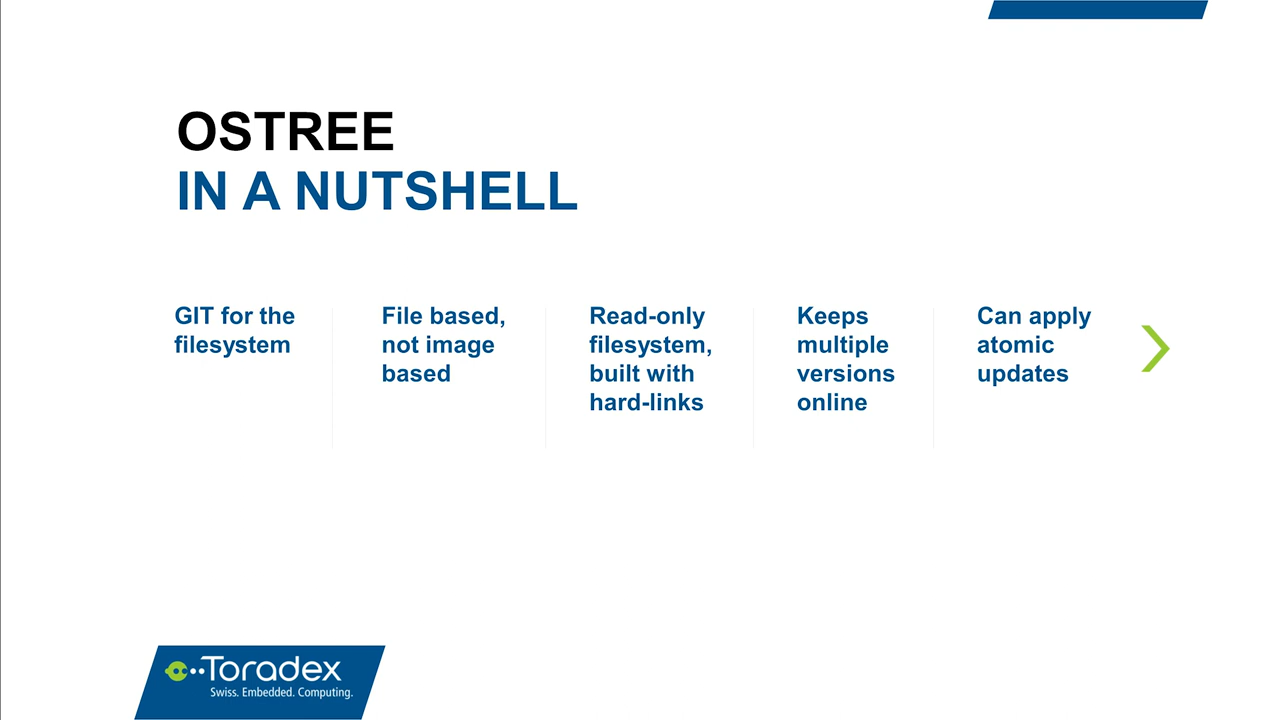 OSTREE
IN A NUTSHELL
GIT for the
filesystem
File based,
not image
based
Read-only
filesystem,
built with
hard-links
Keeps
multiple
versions
online
Can apply
atomic
updates
Toradex
Swiss. Embedded. Computing.